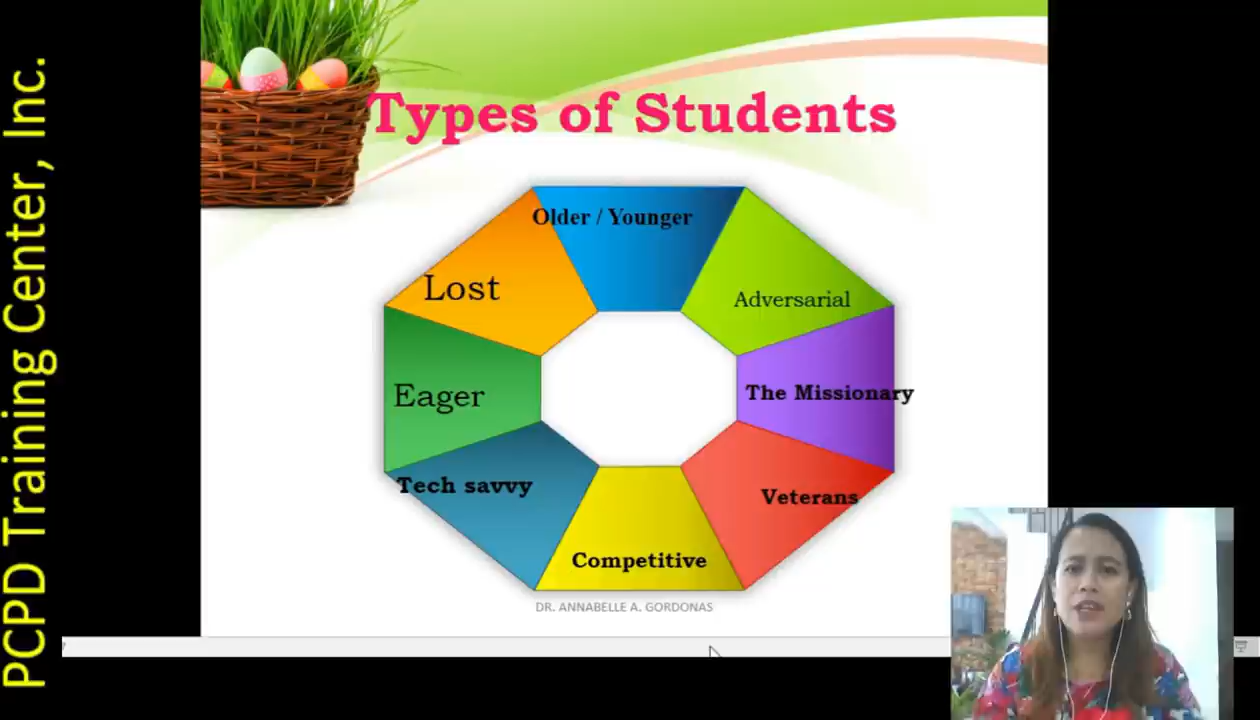 PCPD Training Center, Inc.
Types of Students
Older / Younger
Lost
Adversarial
Eager
The Missionary
Tech savvy
Veterans
Competitive
DR. ANNABELLE A. GORDONAS